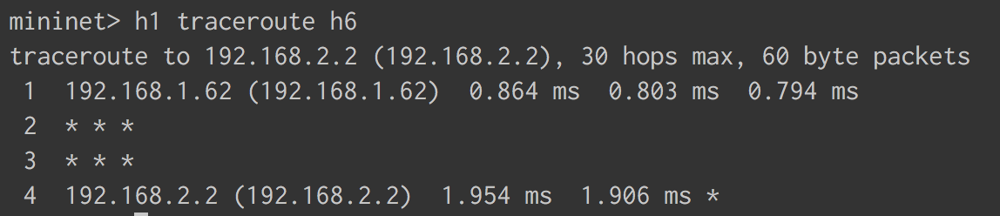 mininet> h1 traceroute h6
traceroute to 192.168.2.2 (192.168.2.2), 30 hops max, 60 byte packets
 1  192.168.1.62 (192.168.1.62)  0.864 ms  0.803 ms  0.794 ms
 2  * * *
 3  * * *
 4  192.168.2.2 (192.168.2.2)  1.954 ms  1.906 ms *